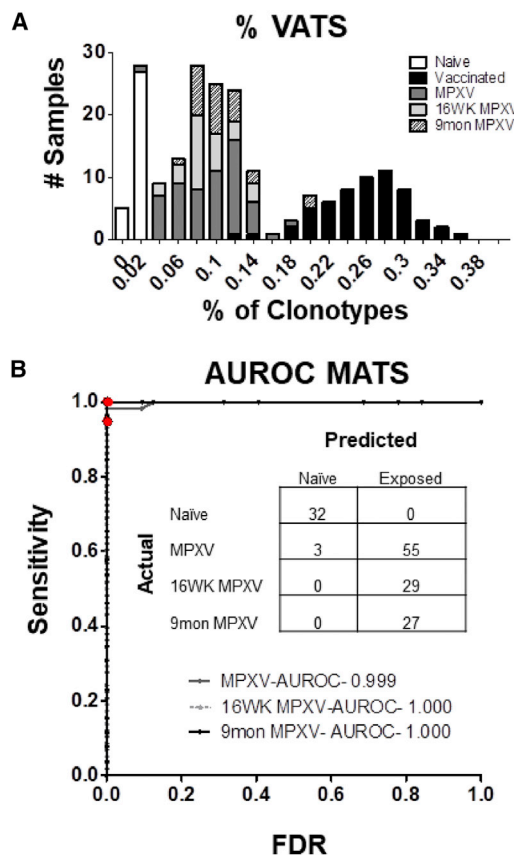 A
% VATS
# Samples
30
20
10
0
Naive
Vaccinated
MPXV
16WK MPXV
9mon MPXV
0
0.02
0.06
0.1
0.14
0.18
0.22
0.26
0.3
0.34
0.38
% of Clonotypes
B
AUROC MATS
Sensitivity
1.0
0.8
0.6
0.4
0.2
0.0
Predicted
Actual
Naïve Exposed
Naïve 32 0
MPXV 3 55
16WK MPXV 0 29
9mon MPXV 0 27
MPXV-AUROC- 0.999
16WK MPXV-AUROC- 1.000
9mon MPXV- AUROC- 1.000
0.0 0.2 0.4 0.6 0.8 1.0
FDR